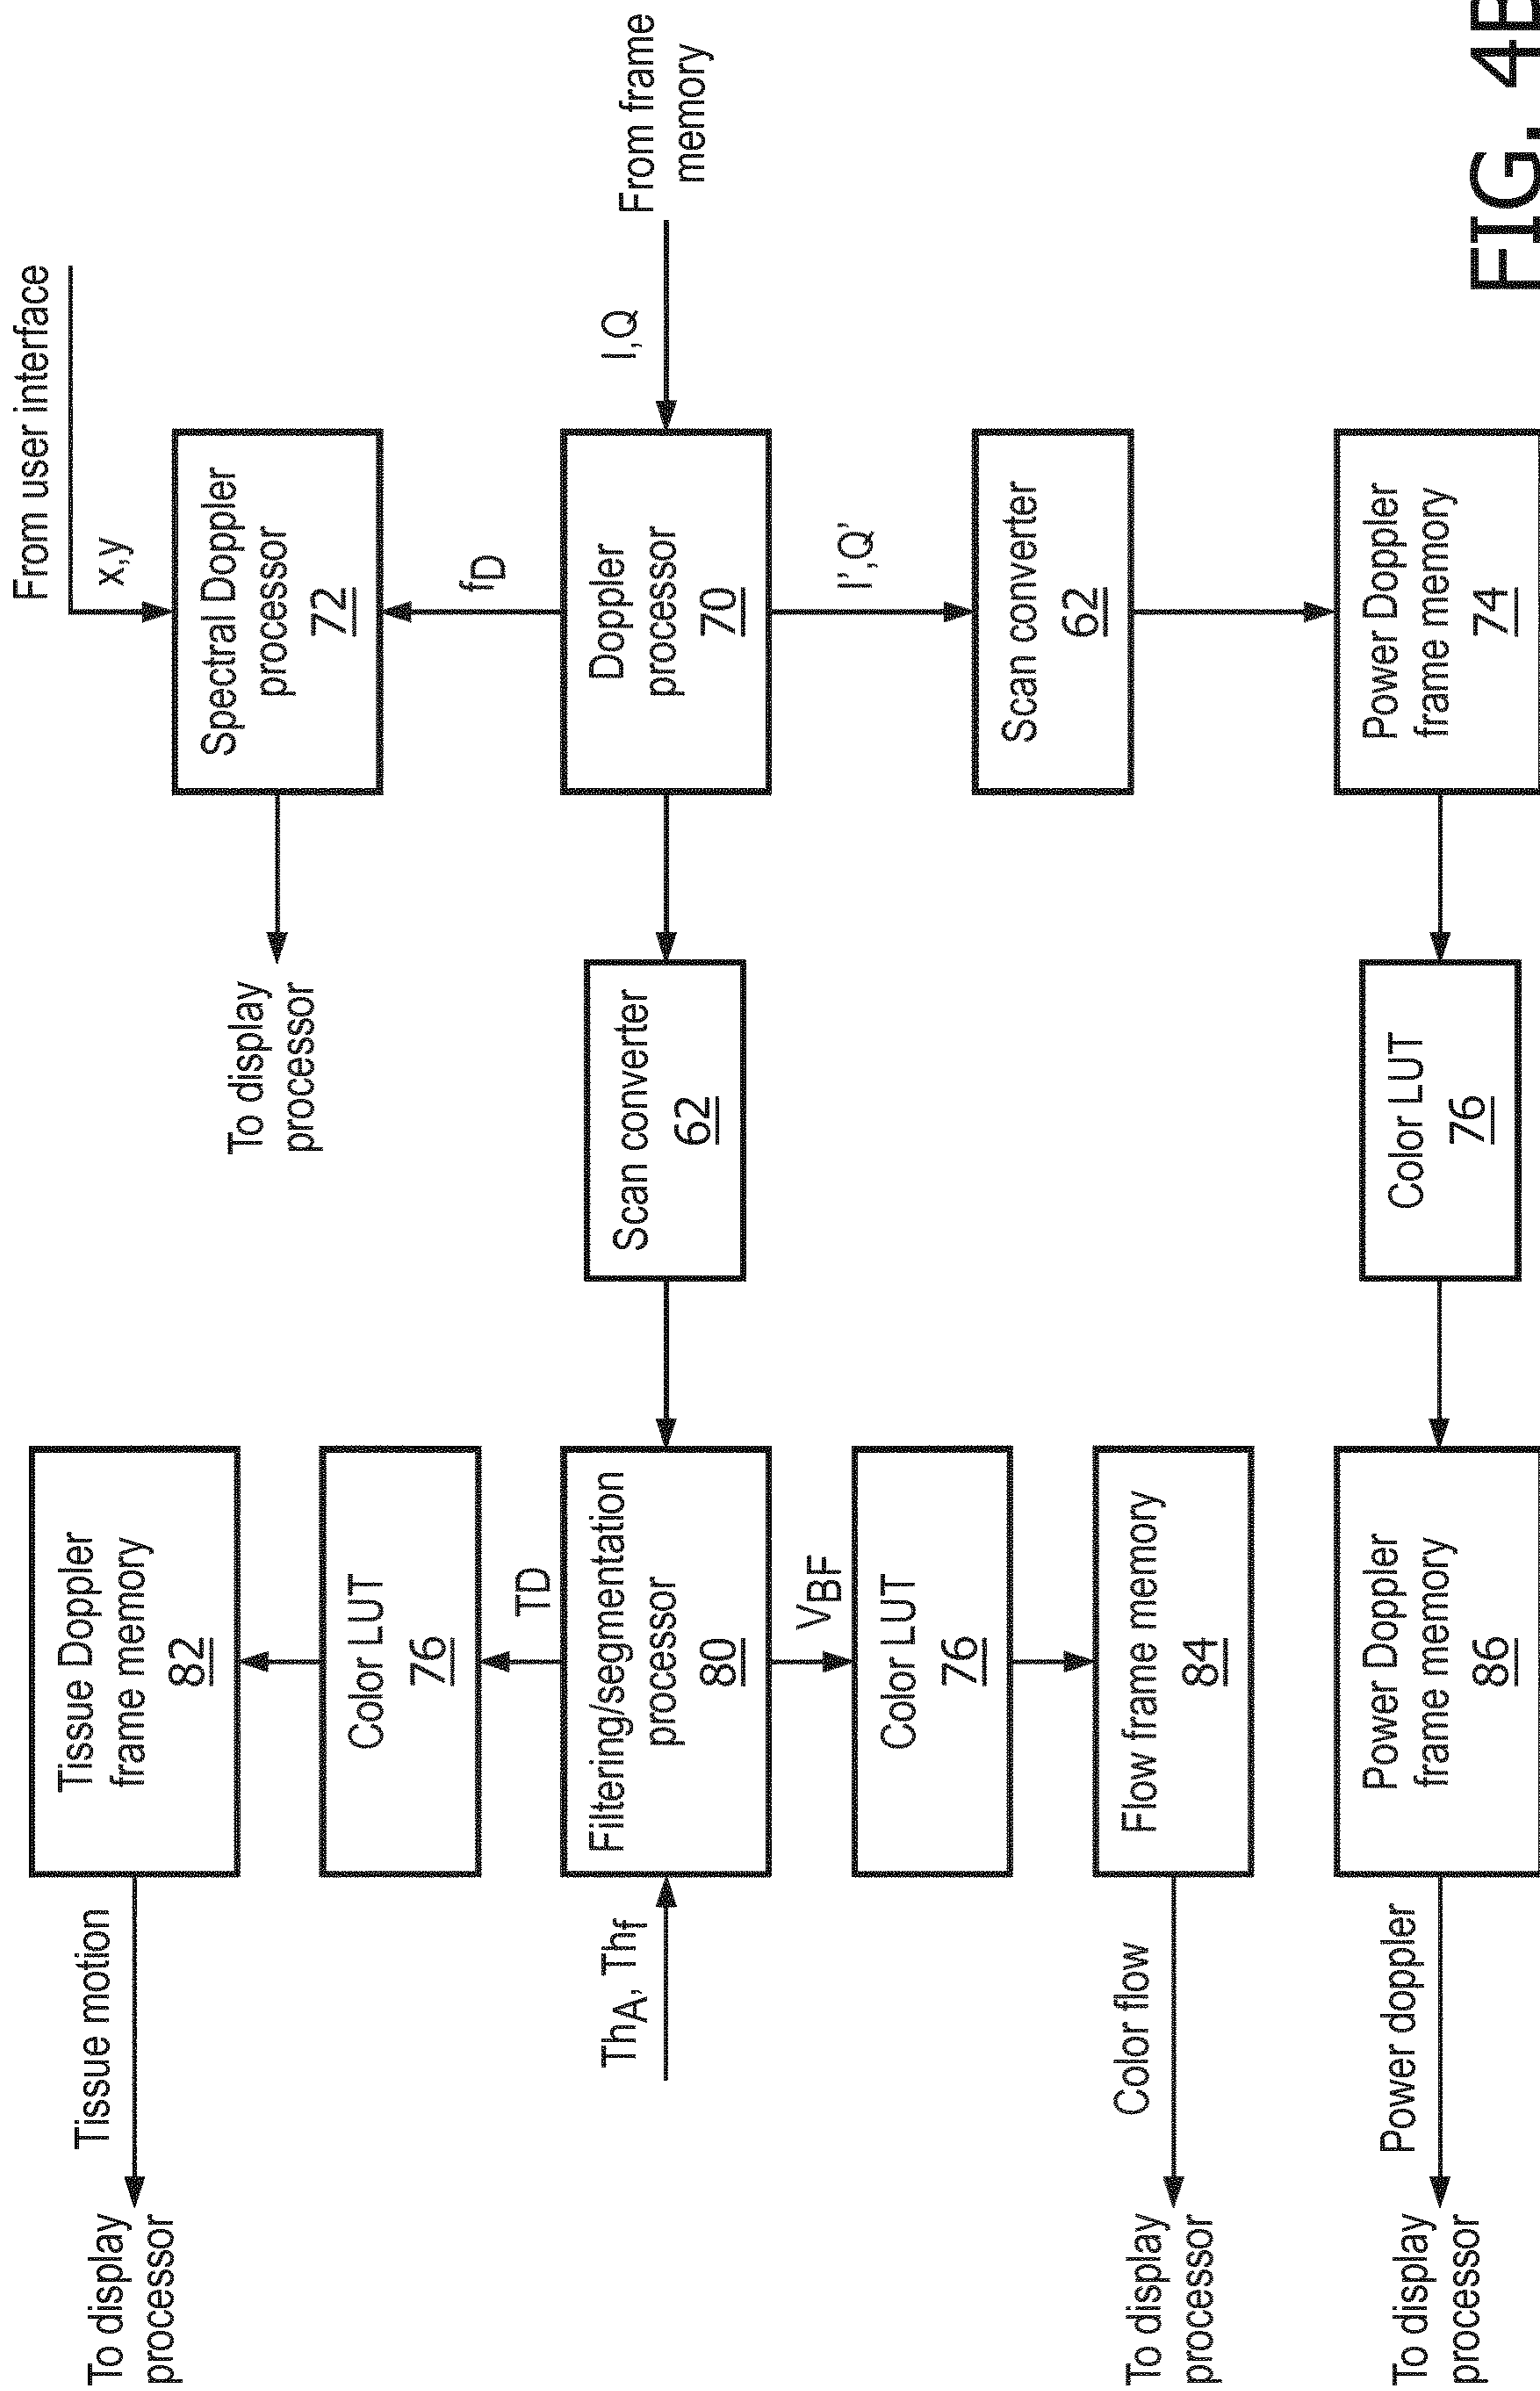 From user interface
x,y
Spectral Doppler
processor
72
To display
processor
fD
From frame
memory
I,Q
Doppler
processor
70
I',Q'
Scan converter
62
Power Doppler
frame memory
74
Scan converter
62
Color LUT
76
Tissue Doppler
frame memory
82
Tissue motion
To display
processor
Color LUT
76
TD
Filtering/segmentation
processor
80
ThA, Thf
VBF
Color LUT
76
Flow frame memory
84
Color flow
To display
processor
Power Doppler
frame memory
86
Power doppler
To display
processor
FIG. 4B